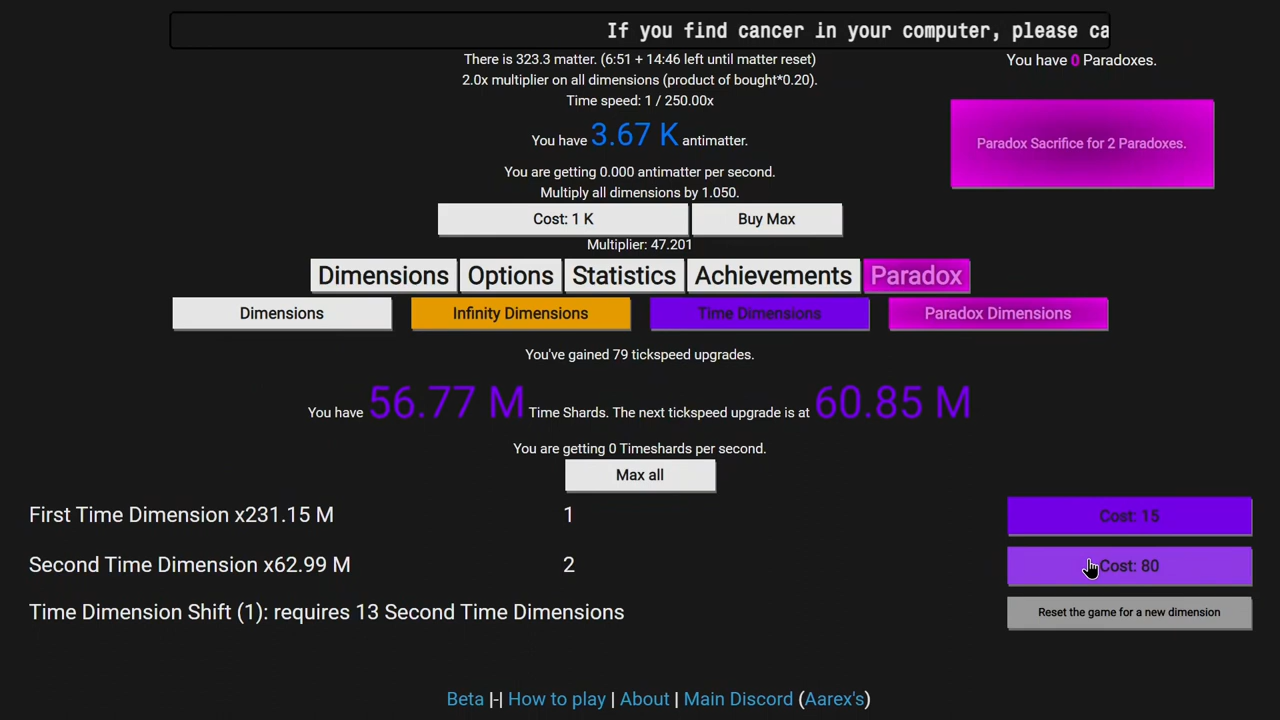 If you find cancer in your computer, please ca
There is 323.3 matter. (6:51 + 14:46 left until matter reset)
You have 0 Paradoxes.
2.0x multiplier on all dimensions (product of bought*0.20).
Time speed: 1 / 250.00x
You have 3.67 K antimatter.
Paradox Sacrifice for 2 Paradoxes.
You are getting 0.000 antimatter per second.
Multiply all dimensions by 1.050.
Cost: 1 K Buy Max
Multiplier: 47.201
Dimensions Options Statistics Achievements Paradox
Dimensions Infinity Dimensions Time Dimensions Paradox Dimensions
You've gained 79 tickspeed upgrades.
You have 56.77 M Time Shards. The next tickspeed upgrade is at 60.85 M
You are getting 0 Timeshards per second.
Max all
First Time Dimension x231.15 M 1 Cost: 15
Second Time Dimension x62.99 M 2 Cost: 80
Time Dimension Shift (1): requires 13 Second Time Dimensions Reset the game for a new dimension
Beta |-| How to play | About | Main Discord (Aarex's)